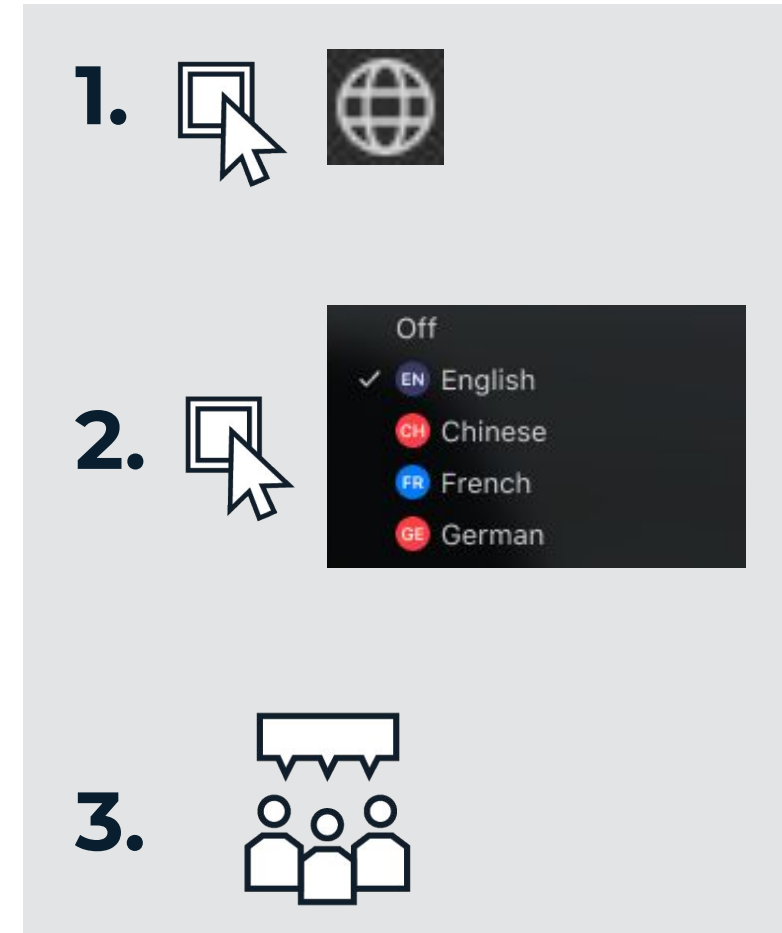 1.
Off
EN English
CH Chinese
2.
FR French
GE German
3.